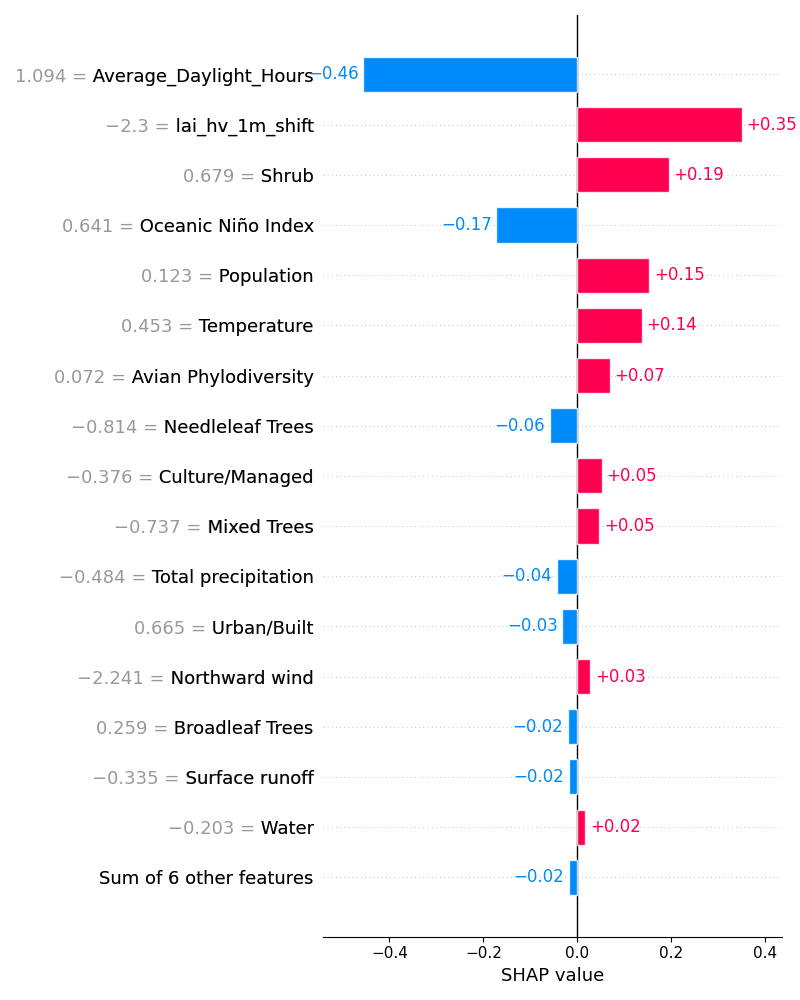 1.094 = Average_Daylight_Hours −0.46
−2.3 = lai_hv_1m_shift +0.35
0.679 = Shrub +0.19
0.641 = Oceanic Niño Index −0.17
0.123 = Population +0.15
0.453 = Temperature +0.14
0.072 = Avian Phylodiversity +0.07
−0.814 = Needleleaf Trees −0.06
−0.376 = Culture/Managed +0.05
−0.737 = Mixed Trees +0.05
−0.484 = Total precipitation −0.04
0.665 = Urban/Built −0.03
−2.241 = Northward wind +0.03
0.259 = Broadleaf Trees −0.02
−0.335 = Surface runoff −0.02
−0.203 = Water +0.02
Sum of 6 other features −0.02
−0.4 −0.2 0.0 0.2 0.4
SHAP value